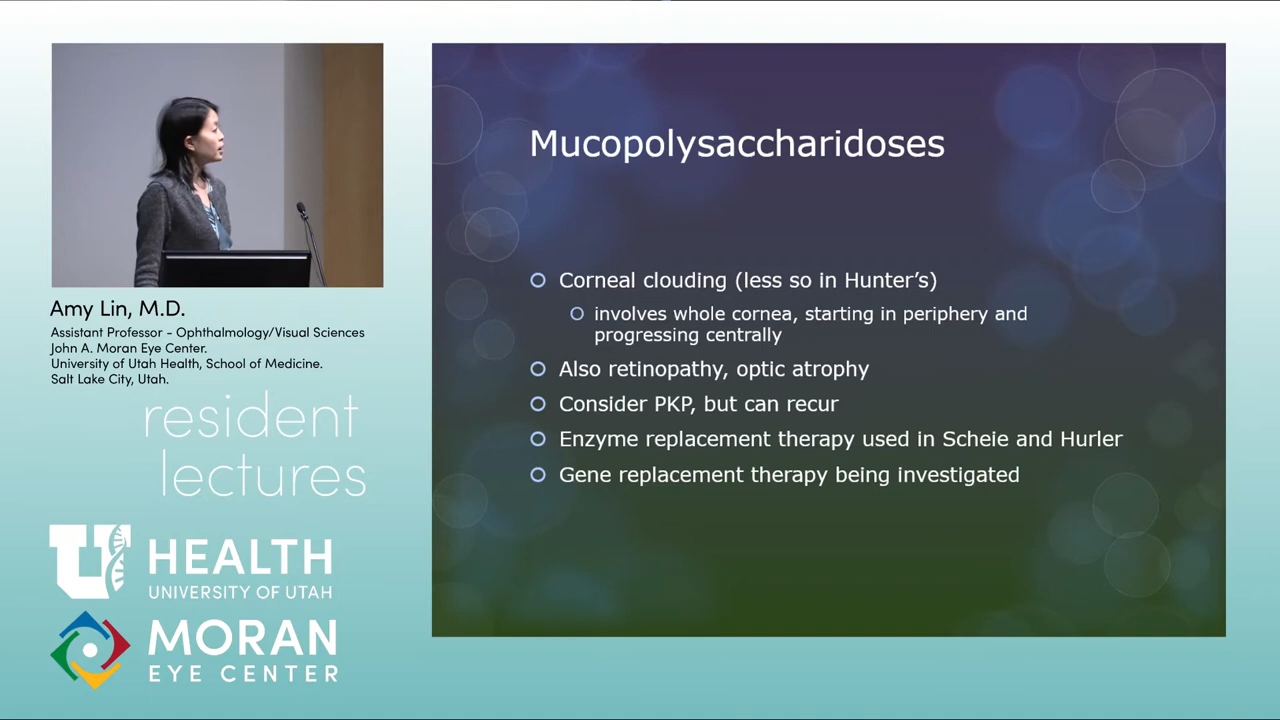 Amy Lin, M.D.
Assistant Professor - Ophthalmology/Visual Sciences
John A. Moran Eye Center.
University of Utah Health, School of Medicine.
Salt Lake City, Utah.
resident
lectures
U HEALTH
UNIVERSITY OF UTAH
MORAN
EYE CENTER
Mucopolysaccharidoses
Corneal clouding (less so in Hunter’s)
involves whole cornea, starting in periphery and
progressing centrally
Also retinopathy, optic atrophy
Consider PKP, but can recur
Enzyme replacement therapy used in Scheie and Hurler
Gene replacement therapy being investigated